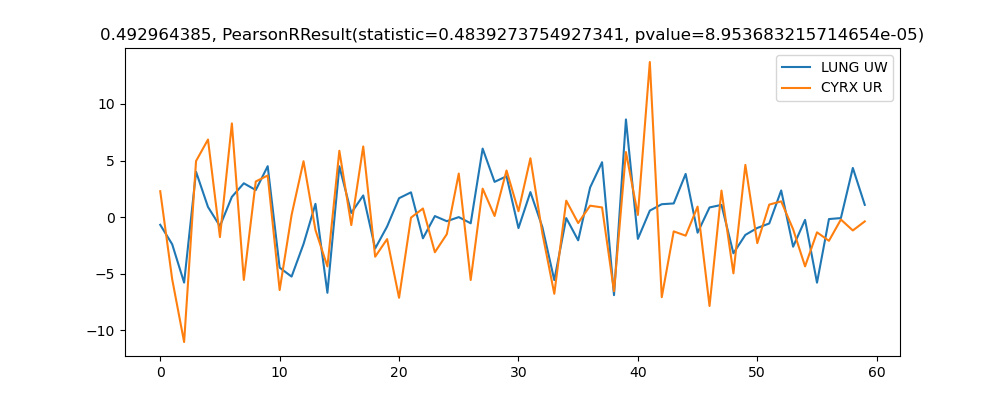 0.492964385, PearsonRResult(statistic=0.4839273754927341, pvalue=8.953683215714654e-05)
LUNG UW
CYRX UR
10
5
0
−5
−10
0 10 20 30 40 50 60